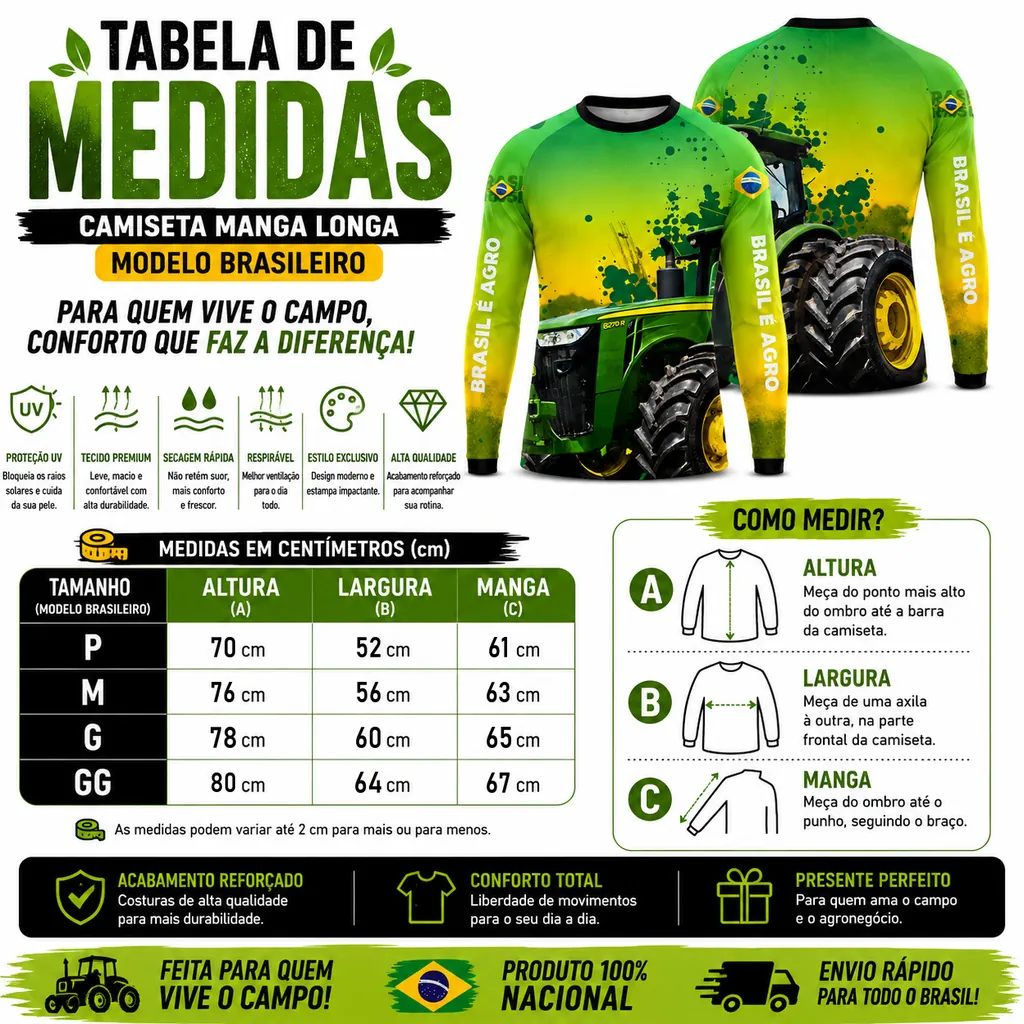 TABELA DE
MEDIDAS
CAMISETA MANGA LONGA
MODELO BRASILEIRO
PARA QUEM VIVE O CAMPO,
CONFORTO QUE FAZ A DIFERENÇA!
UV
PROTEÇÃO UV
Bloqueia os raios
solares e cuida
da sua pele.
TECIDO PREMIUM
Leve, macio e
confortável com
alta durabilidade.
SECAGEM RÁPIDA
Não retém suor,
mais conforto
e frescor.
RESPIRÁVEL
Melhor ventilação
para o dia
todo.
ESTILO EXCLUSIVO
Design moderno e
estampa impactante.
ALTA QUALIDADE
Acabamento reforçado
para acompanhar
sua rotina.
BRASIL É AGRO
8270 R
BRASIL É AGRO
BRASIL É AGRO
MEDIDAS EM CENTÍMETROS (cm)
TAMANHO ALTURA LARGURA MANGA
(MODELO BRASILEIRO) (A) (B) (C)
P 70 cm 52 cm 61 cm
M 76 cm 56 cm 63 cm
G 78 cm 60 cm 65 cm
GG 80 cm 64 cm 67 cm
As medidas podem variar até 2 cm para mais ou para menos.
COMO MEDIR?
A
ALTURA
Meça do ponto mais alto
do ombro até a barra
da camiseta.
B
LARGURA
Meça de uma axila
à outra, na parte
frontal da camiseta.
C
MANGA
Meça do ombro até o
punho, seguindo o braço.
ACABAMENTO REFORÇADO
Costuras de alta qualidade
para mais durabilidade.
CONFORTO TOTAL
Liberdade de movimentos
para o seu dia a dia.
PRESENTE PERFEITO
Para quem ama o campo
e o agronegócio.
FEITA PARA QUEM
VIVE O CAMPO!
PRODUTO 100%
NACIONAL
ENVIO RÁPIDO
PARA TODO O BRASIL!